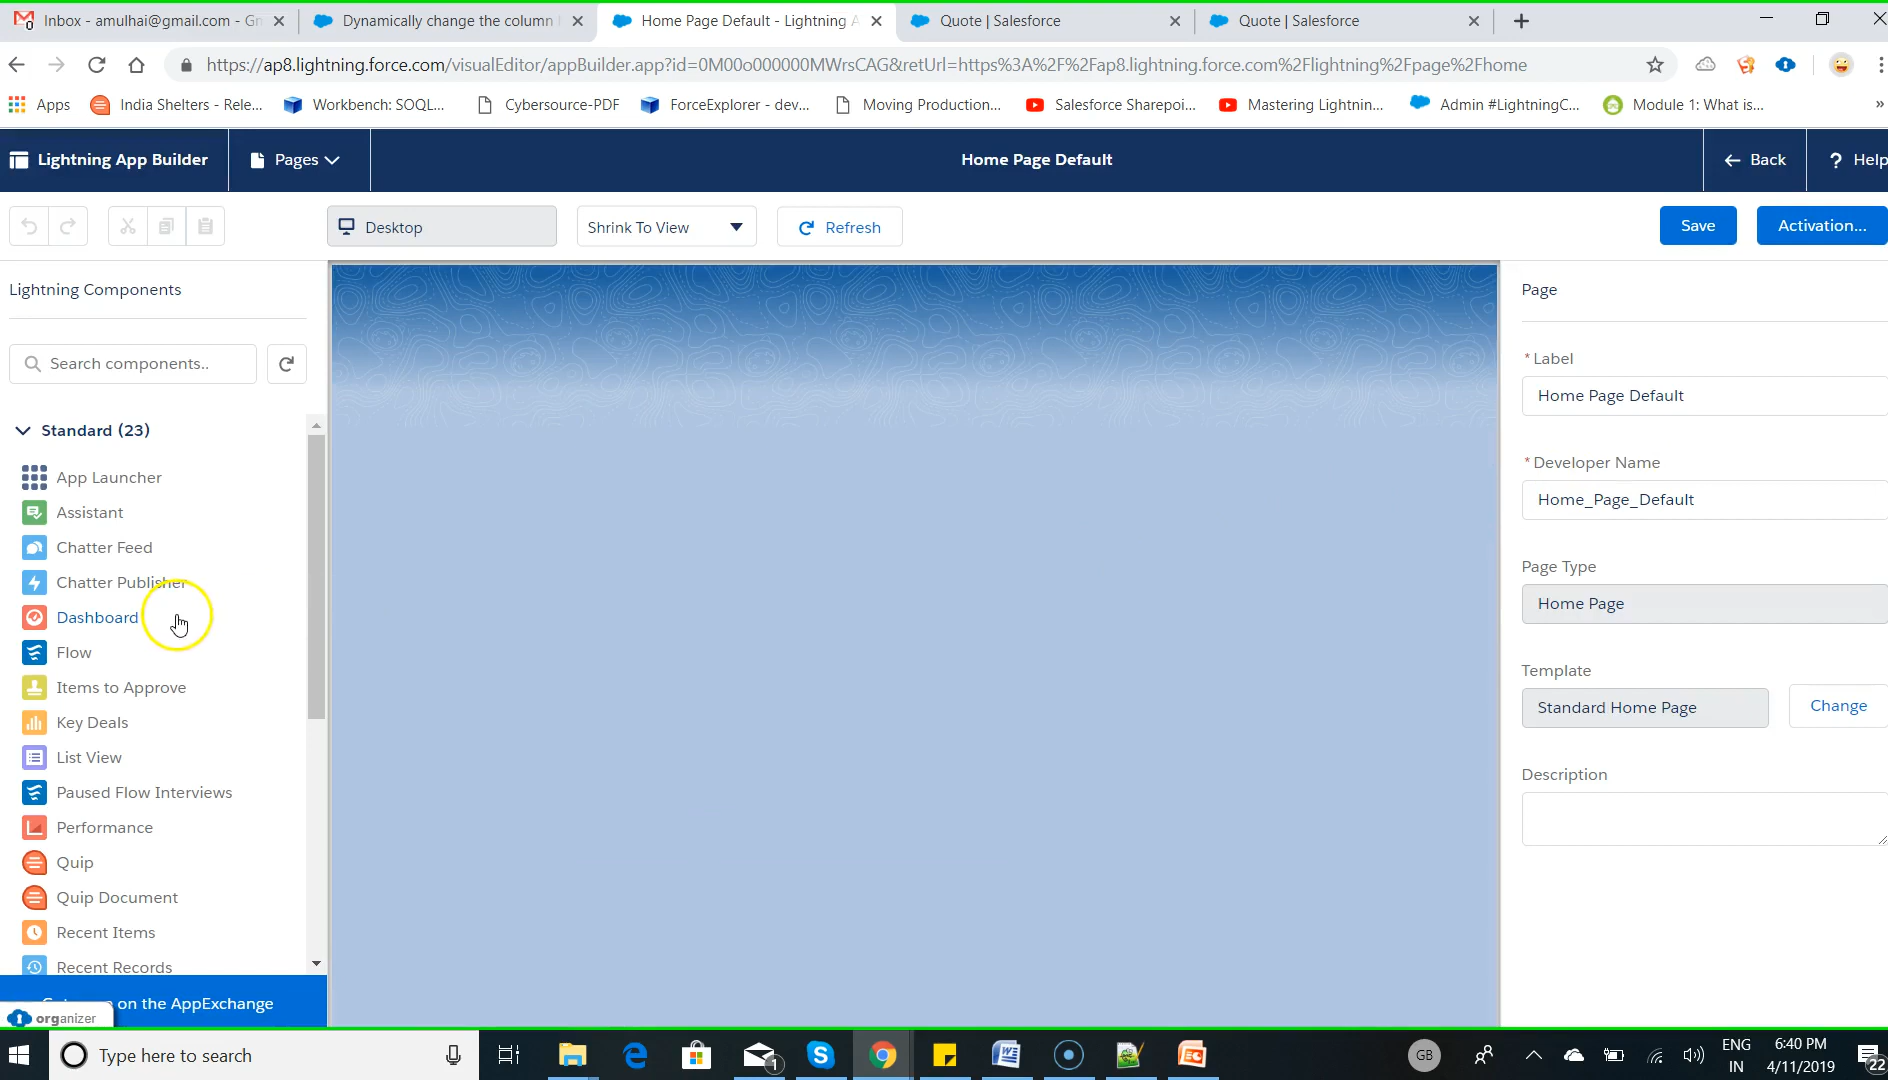 Inbox - amulhai@gmail.com - Gm
Dynamically change the column
Home Page Default - Lightning A
Quote | Salesforce
Quote | Salesforce
https://ap8.lightning.force.com/visualEditor/appBuilder.app?id=0M00o000000MWrsCAG&retUrl=https%3A%2F%2Fap8.lightning.force.com%2Flightning%2Fpage%2Fhome
Apps
India Shelters - Rele...
Workbench: SOQL...
Cybersource-PDF
ForceExplorer - dev...
Moving Production...
Salesforce Sharepoi...
Mastering Lightnin...
Admin #LightningC...
Module 1: What is...
»
Lightning App Builder
Pages
Home Page Default
Back
? Help
Desktop
Shrink To View
Refresh
Save
Activation...
Lightning Components
Search components..
Standard (23)
App Launcher
Assistant
Chatter Feed
Chatter Publisher
Dashboard
Flow
Items to Approve
Key Deals
List View
Paused Flow Interviews
Performance
Quip
Quip Document
Recent Items
Recent Records
on the AppExchange
organizer
Page
* Label
Home Page Default
* Developer Name
Home_Page_Default
Page Type
Home Page
Template
Standard Home Page
Change
Description
Type here to search
1
GB
ENG
IN
6:40 PM
4/11/2019
22